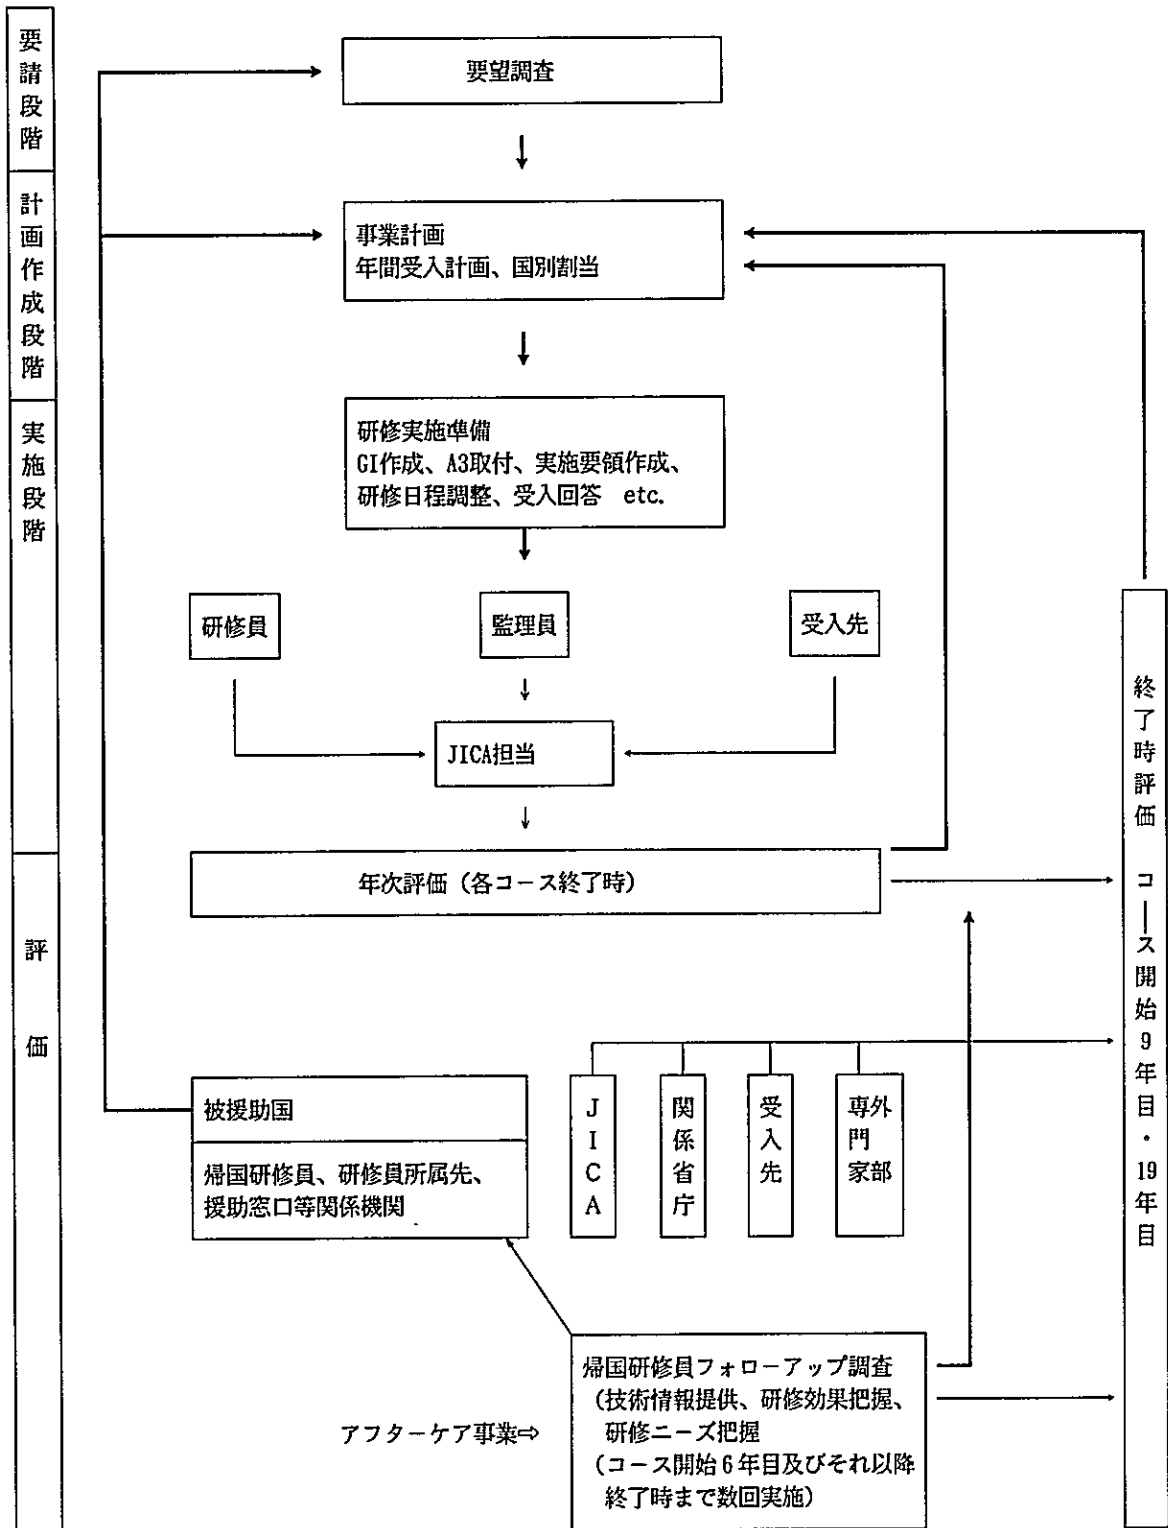 要請段階
計画作成段階
実施段階
評価
要望調査
事業計画
年間受入計画、国別割当
研修実施準備
GI作成、A3取付、実施要領作成、
研修日程調整、受入回答　etc.
研修員
監理員
受入先
JICA担当
年次評価（各コース終了時）
終了時評価　コース開始9年目・19年目
被援助国
帰国研修員、研修員所属先、
援助窓口等関係機関
JICA
関係省庁
受入先
外部
専門家
アフターケア事業⇨
帰国研修員フォローアップ調査
（技術情報提供、研修効果把握、
研修ニーズ把握
（コース開始6年目及びそれ以降
終了時まで数回実施）